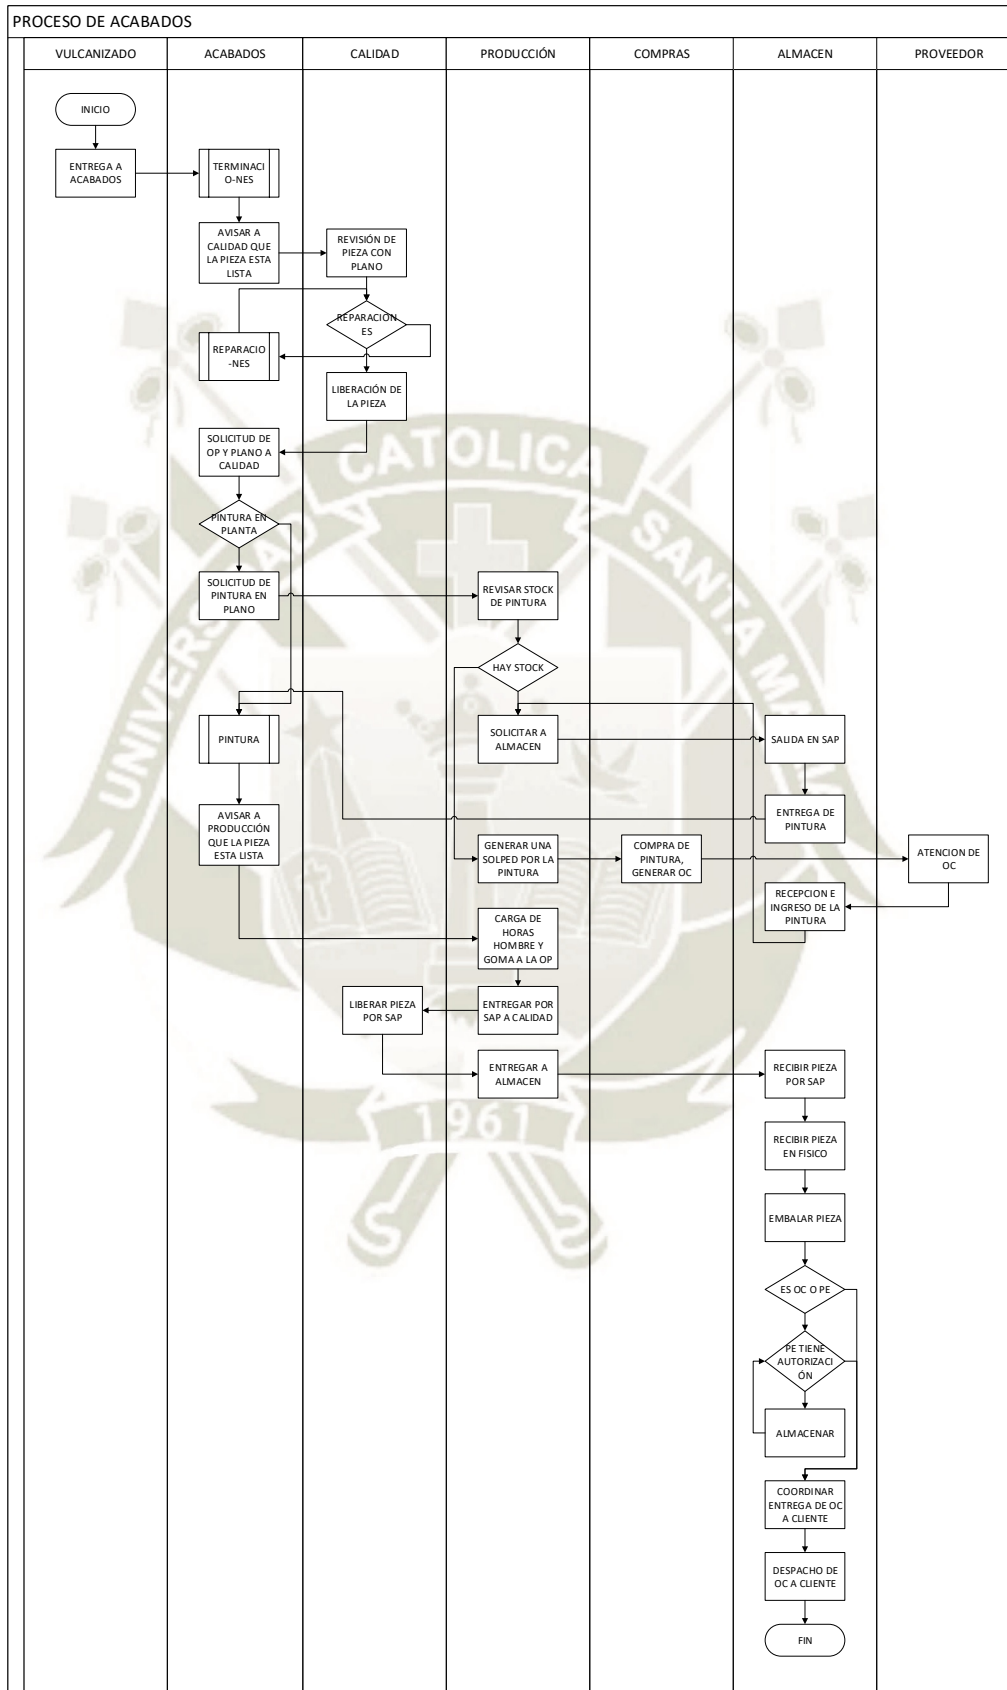 PROCESO DE ACABADOS
VULCANIZADO
ACABADOS
CALIDAD
PRODUCCIÓN
COMPRAS
ALMACEN
PROVEEDOR
INICIO
ENTREGA A
ACABADOS
TERMINACI
O-NES
AVISAR A
CALIDAD QUE
LA PIEZA ESTA
LISTA
REVISIÓN DE
PIEZA CON
PLANO
REPARACION
ES
REPARACIO
-NES
LIBERACIÓN DE
LA PIEZA
SOLICITUD DE
OP Y PLANO A
CALIDAD
PINTURA EN
PLANTA
SOLICITUD DE
PINTURA EN
PLANO
REVISAR STOCK
DE PINTURA
HAY STOCK
PINTURA
SOLICITAR A
ALMACEN
SALIDA EN SAP
ENTREGA DE
PINTURA
AVISAR A
PRODUCCIÓN
QUE LA PIEZA
ESTA LISTA
GENERAR UNA
SOLPED POR LA
PINTURA
COMPRA DE
PINTURA,
GENERAR OC
ATENCION DE
OC
RECEPCION E
INGRESO DE LA
PINTURA
CARGA DE
HORAS
HOMBRE Y
GOMA A LA OP
LIBERAR PIEZA
POR SAP
ENTREGAR POR
SAP A CALIDAD
ENTREGAR A
ALMACEN
RECIBIR PIEZA
POR SAP
RECIBIR PIEZA
EN FISICO
EMBALAR PIEZA
ES OC O PE
PE TIENE
AUTORIZACI
ÓN
ALMACENAR
COORDINAR
ENTREGA DE OC
A CLIENTE
DESPACHO DE
OC A CLIENTE
FIN
UNIVERSIDAD
CATOLICA
SANTA MARIA
1961